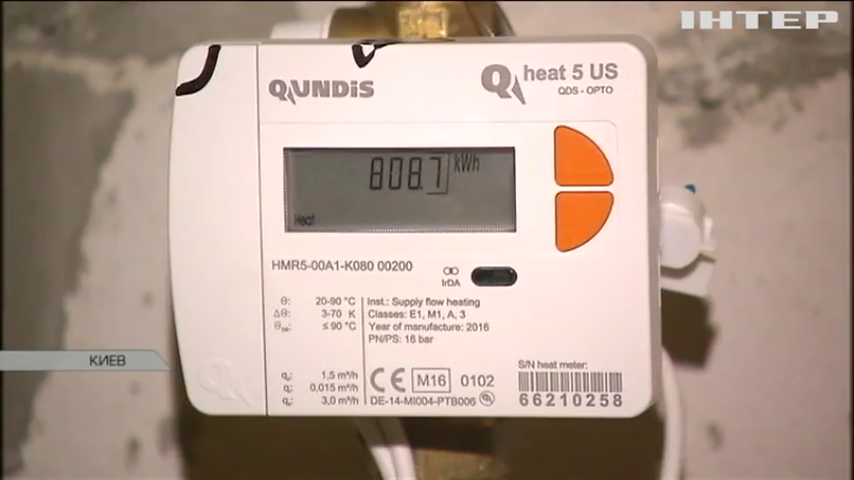 ІНТЕР
QUNDIS
heat 5 US
QDS - OPTO
808.7 kWh
Heat
HMR5-00A1-K080 00200
IrDA
θ: 20-90 °C
Δθ: 3-70 K
≤ 90 °C
Inst.: Supply flow heating
Classes: E1, M1, A, 3
Year of manufacture: 2016
PN/PS: 16 bar
1,5 m³/h
0,015 m³/h
3,0 m³/h
CE M16 0102
DE-14-MI004-PTB006
S/N heat meter:
66210258
КИЕВ